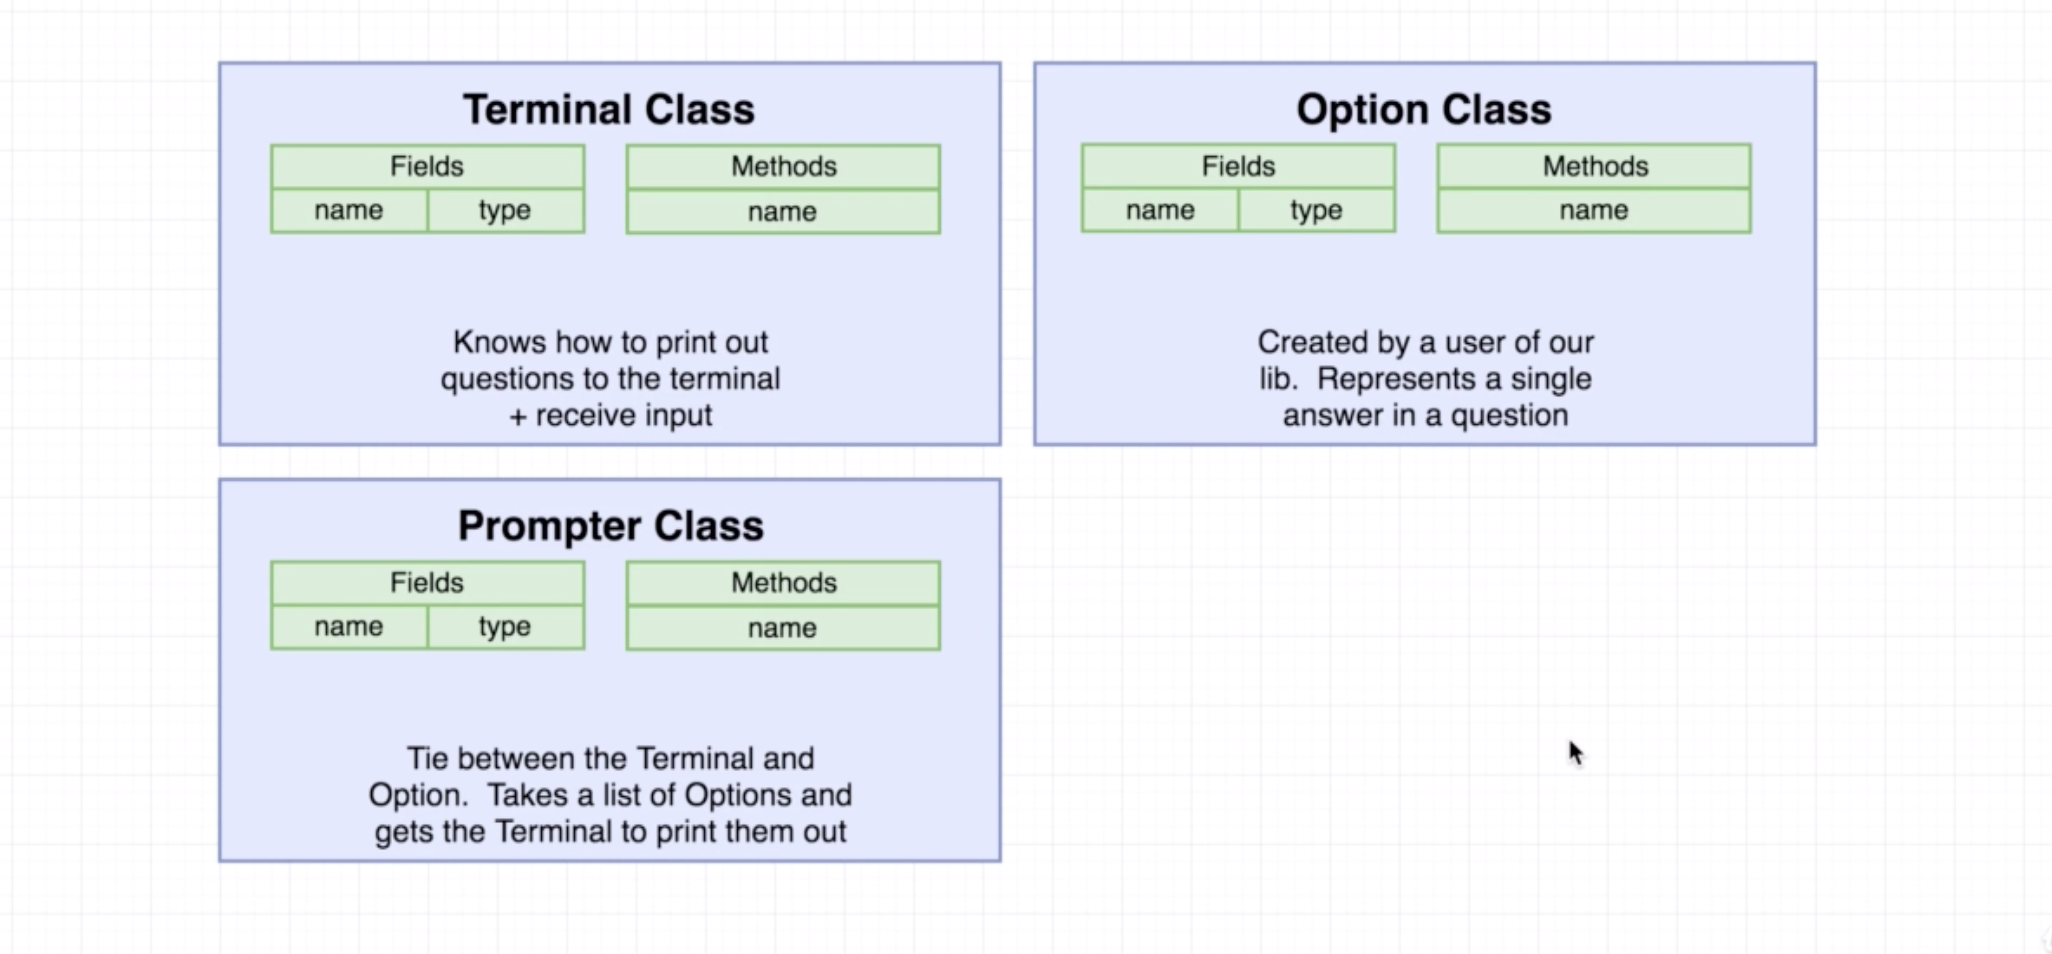 Terminal Class
Fields
Methods
name
type
name
Knows how to print out
questions to the terminal
+ receive input
Option Class
Fields
Methods
name
type
name
Created by a user of our
lib.  Represents a single
answer in a question
Prompter Class
Fields
Methods
name
type
name
Tie between the Terminal and
Option.  Takes a list of Options and
gets the Terminal to print them out